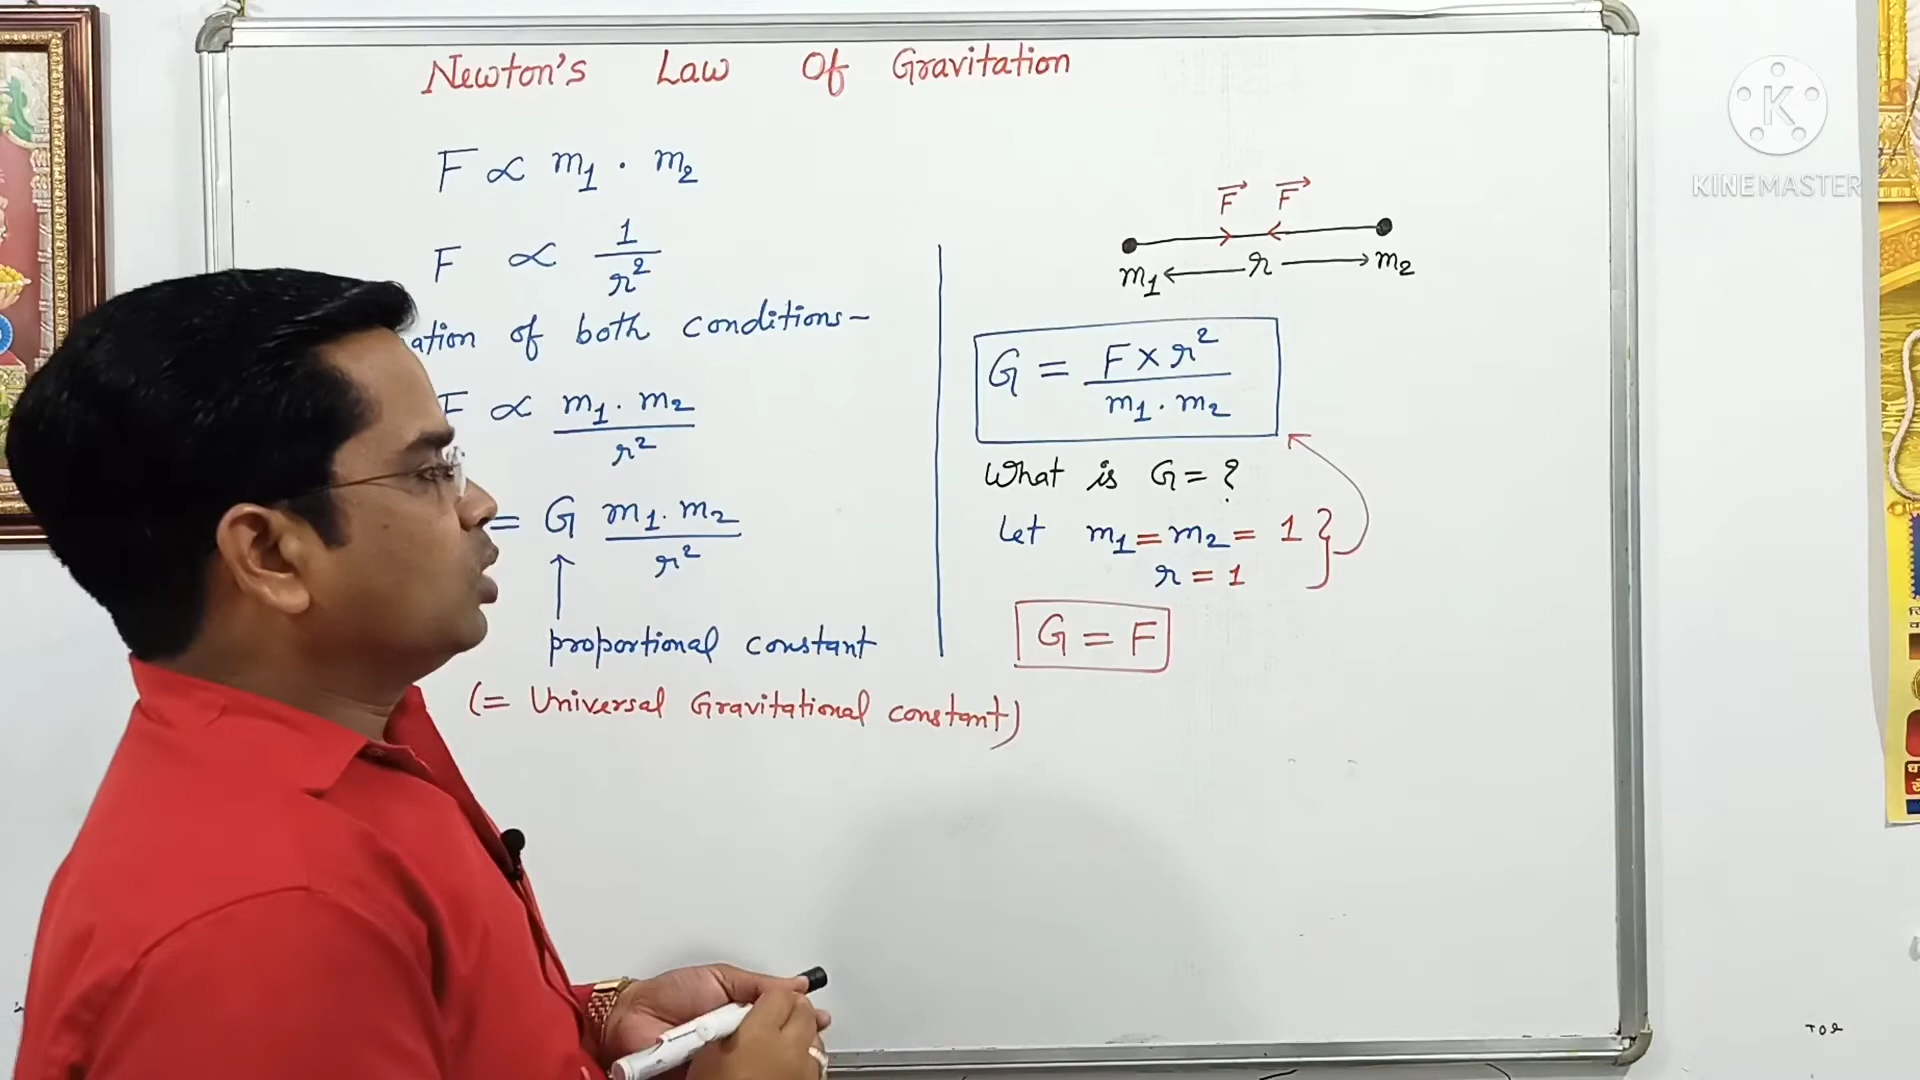 Newton's Law Of Gravitation
F ∝ m₁ · m₂
F ∝ 1/r²
ation of both conditions –
F ∝ m₁ · m₂ / r²
= G m₁ · m₂ / r²
↑
proportional constant
(= Universal Gravitational constant)
F⃗ F⃗
m₁ ← r → m₂
G = F × r² / m₁ · m₂
What is G = ?
Let m₁ = m₂ = 1 }
r = 1
G = F
K
KINEMASTER